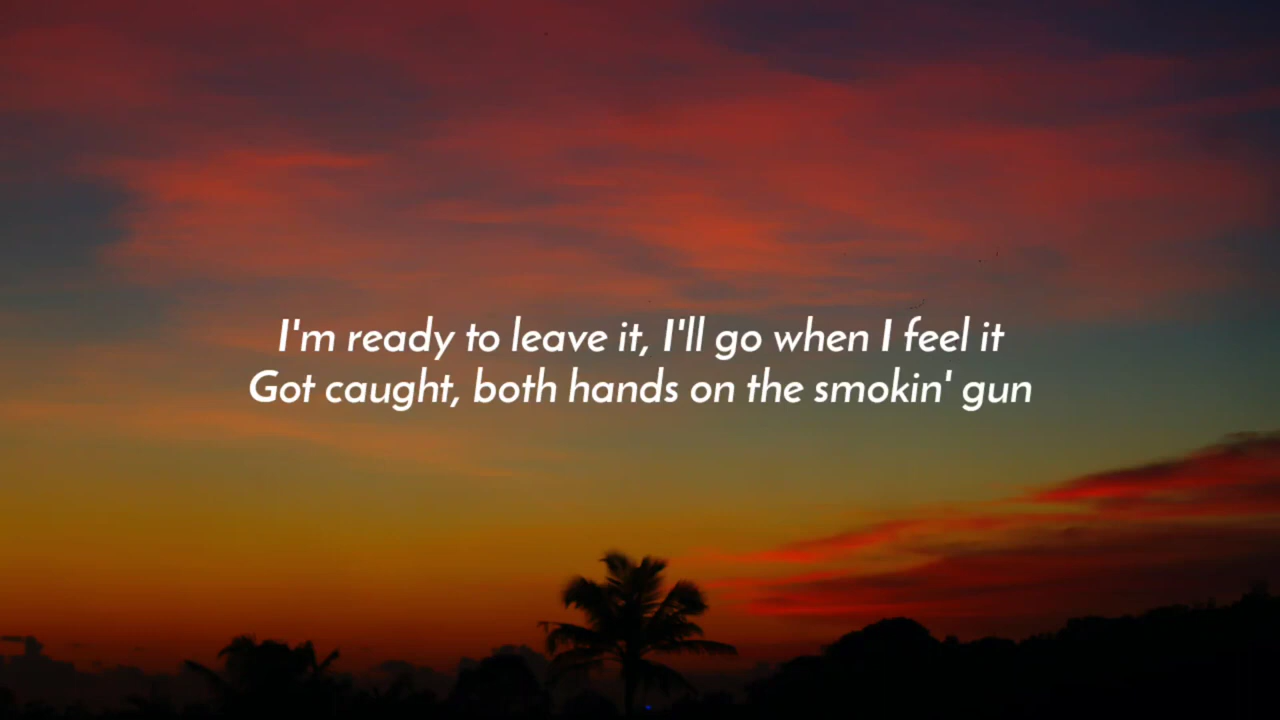 I'm ready to leave it, I'll go when I feel it
Got caught, both hands on the smokin' gun